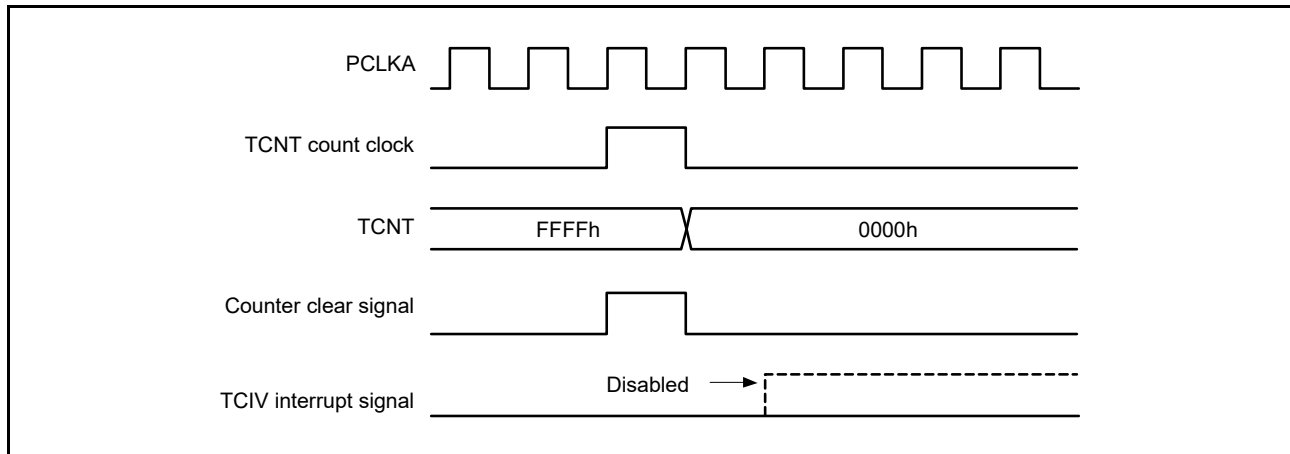 PCLKA
TCNT count clock
TCNT
FFFFh
0000h
Counter clear signal
Disabled
TCIV interrupt signal